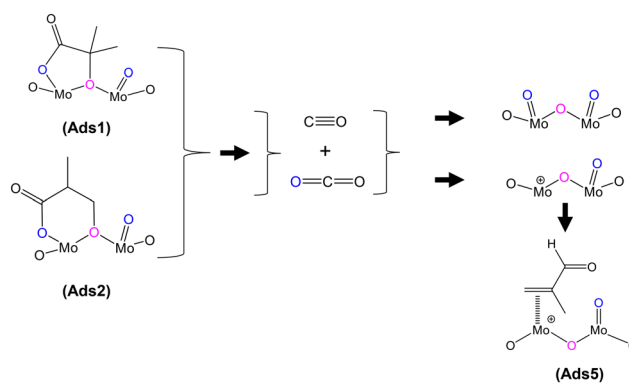 O
O O O
O Mo Mo O
(Ads1)
O
O O O
O Mo Mo O
(Ads2)
C≡O
+
O=C=O
O O O
O Mo Mo O
O
⊕ O
O Mo Mo O
H
O
O
⊕
Mo Mo
O O
(Ads5)